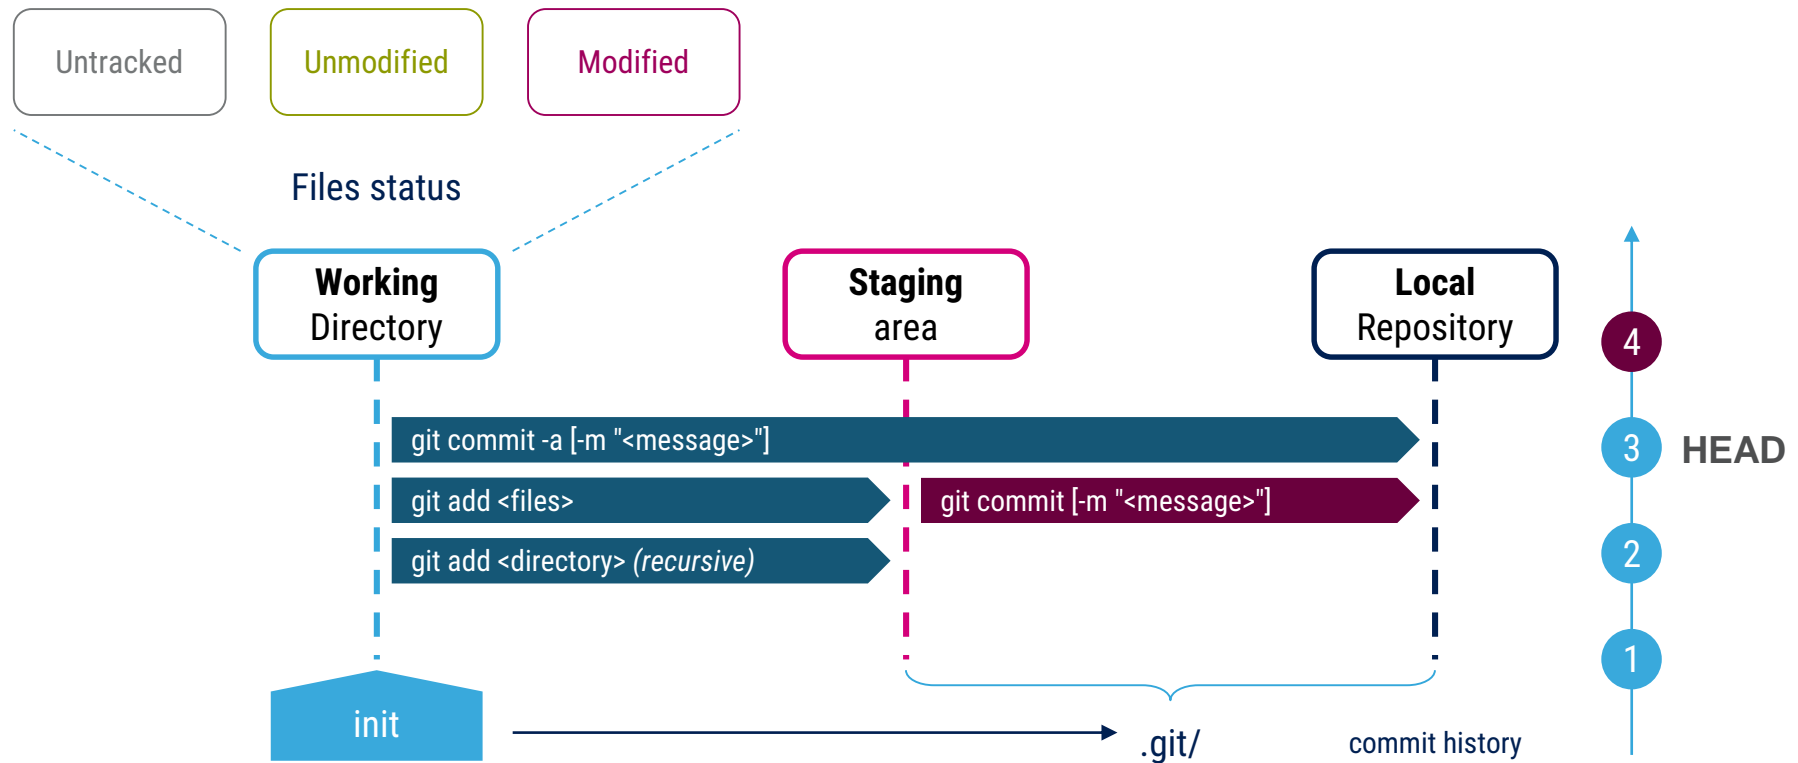 Untracked
Unmodified
Modified
Files status
Working
Directory
Staging
area
Local
Repository
4
git commit -a [-m "<message>"]
3
HEAD
git add <files>
git commit [-m "<message>"]
git add <directory> (recursive)
2
1
init
.git/
commit history